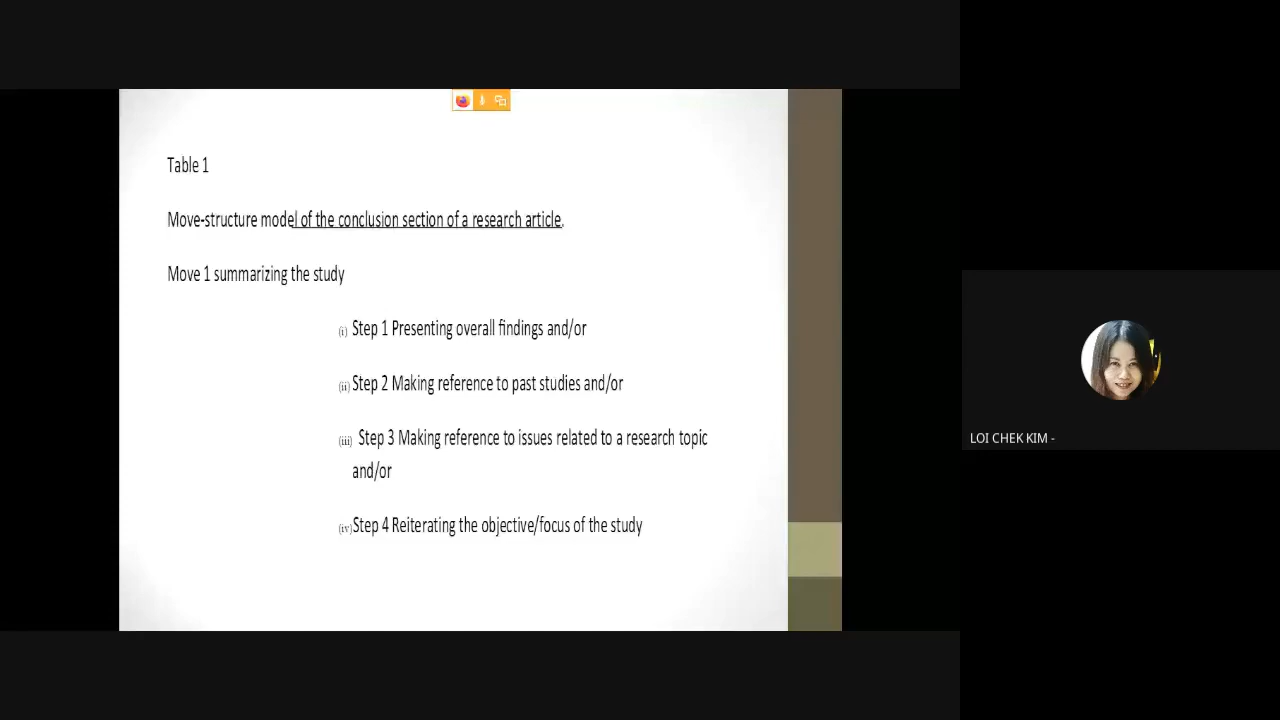 Table 1
Move-structure model of the conclusion section of a research article.
Move 1 summarizing the study
(i) Step 1 Presenting overall findings and/or
(ii) Step 2 Making reference to past studies and/or
(iii) Step 3 Making reference to issues related to a research topic
and/or
(iv) Step 4 Reiterating the objective/focus of the study
LOI CHEK KIM -